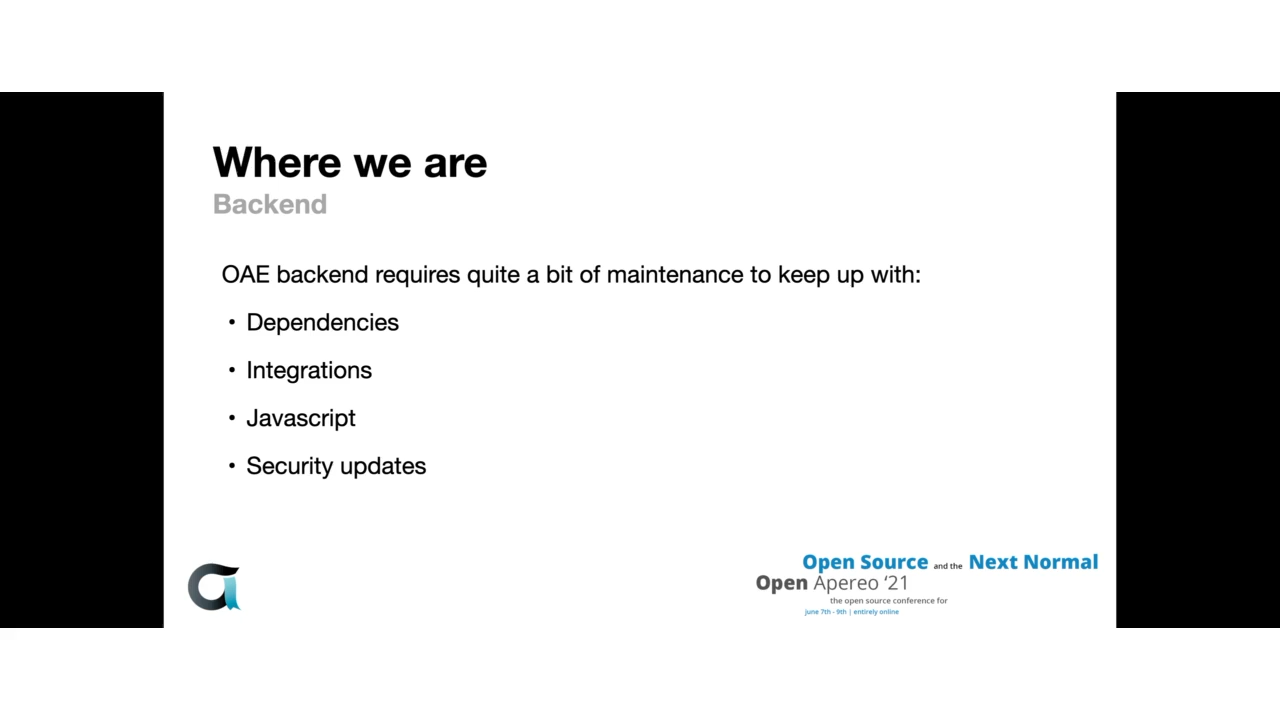 Where we are
Backend
OAE backend requires quite a bit of maintenance to keep up with:
• Dependencies
• Integrations
• Javascript
• Security updates
Open Source and the Next Normal
Open Apereo ‘21
the open source conference for
june 7th - 9th | entirely online